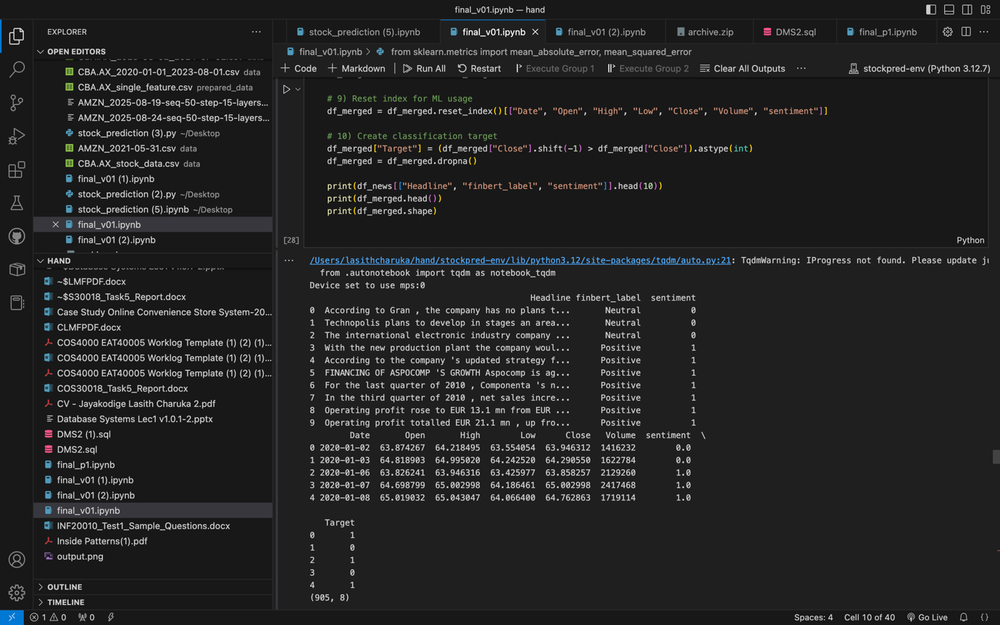 final_v01.ipynb — hand
EXPLORER
OPEN EDITORS
CBA.AX_2020-01-01_2023-08-01.csv data
CBA.AX_single_feature.csv prepared_data
AMZN_2025-08-19-seq-50-step-15-layers...
AMZN_2025-08-24-seq-50-step-15-layers...
stock_prediction (3).py ~/Desktop
AMZN_2021-05-31.csv data
CBA.AX_stock_data.csv data
final_v01 (1).ipynb
stock_prediction (2).py ~/Desktop
stock_prediction (5).ipynb ~/Desktop
final_v01.ipynb
final_v01 (2).ipynb
HAND
~$LMFPDF.docx
~$S30018_Task5_Report.docx
Case Study Online Convenience Store System-20...
CLMFPDF.docx
COS4000 EAT40005 Worklog Template (1) (2) (1)...
COS4000 EAT40005 Worklog Template (1) (2) (1)...
COS4000 EAT40005 Worklog Template (1) (2) (1)...
COS30018_Task5_Report.docx
CV - Jayakodige Lasith Charuka 2.pdf
Database Systems Lec1 v1.0.1-2.pptx
DMS2 (1).sql
DMS2.sql
final_p1.ipynb
final_v01 (1).ipynb
final_v01 (2).ipynb
final_v01.ipynb
INF20010_Test1_Sample_Questions.docx
Inside Patterns(1).pdf
output.png
OUTLINE
TIMELINE
stock_prediction (5).ipynb final_v01.ipynb final_v01 (2).ipynb archive.zip DMS2.sql final_p1.ipynb
final_v01.ipynb > from sklearn.metrics import mean_absolute_error, mean_squared_error
+ Code + Markdown | Run All Restart Execute Group 1 Execute Group 2 Clear All Outputs ... stockpred-env (Python 3.12.7)
# 9) Reset index for ML usage
df_merged = df_merged.reset_index()[["Date", "Open", "High", "Low", "Close", "Volume", "sentiment"]]
# 10) Create classification target
df_merged["Target"] = (df_merged["Close"].shift(-1) > df_merged["Close"]).astype(int)
df_merged = df_merged.dropna()
print(df_news[["Headline", "finbert_label", "sentiment"]].head(10))
print(df_merged.head())
print(df_merged.shape)
[28]
Python
/Users/lasithcharuka/hand/stockpred-env/lib/python3.12/site-packages/tqdm/auto.py:21: TqdmWarning: IProgress not found. Please update ju
from .autonotebook import tqdm as notebook_tqdm
Device set to use mps:0
Headline finbert_label sentiment
0 According to Gran , the company has no plans t... Neutral 0
1 Technopolis plans to develop in stages an area... Neutral 0
2 The international electronic industry company ... Neutral 0
3 With the new production plant the company woul... Positive 1
4 According to the company 's updated strategy f... Positive 1
5 FINANCING OF ASPOCOMP 'S GROWTH Aspocomp is ag... Positive 1
6 For the last quarter of 2010 , Componenta 's n... Positive 1
7 In the third quarter of 2010 , net sales incre... Positive 1
8 Operating profit rose to EUR 13.1 mn from EUR ... Positive 1
9 Operating profit totalled EUR 21.1 mn , up fro... Positive 1
Date Open High Low Close Volume sentiment \
0 2020-01-02 63.874267 64.218495 63.554054 63.946312 1416232 0.0
1 2020-01-03 64.818903 64.995020 64.242520 64.290550 1622784 0.0
2 2020-01-06 63.826241 63.946316 63.425977 63.858257 2129260 1.0
3 2020-01-07 64.698799 65.002998 64.186461 65.002998 2417468 1.0
4 2020-01-08 65.019032 65.043047 64.066400 64.762863 1719114 1.0
Target
0 1
1 0
2 1
3 0
4 1
(905, 8)
1 0 0
Spaces: 4 Cell 10 of 40 Go Live